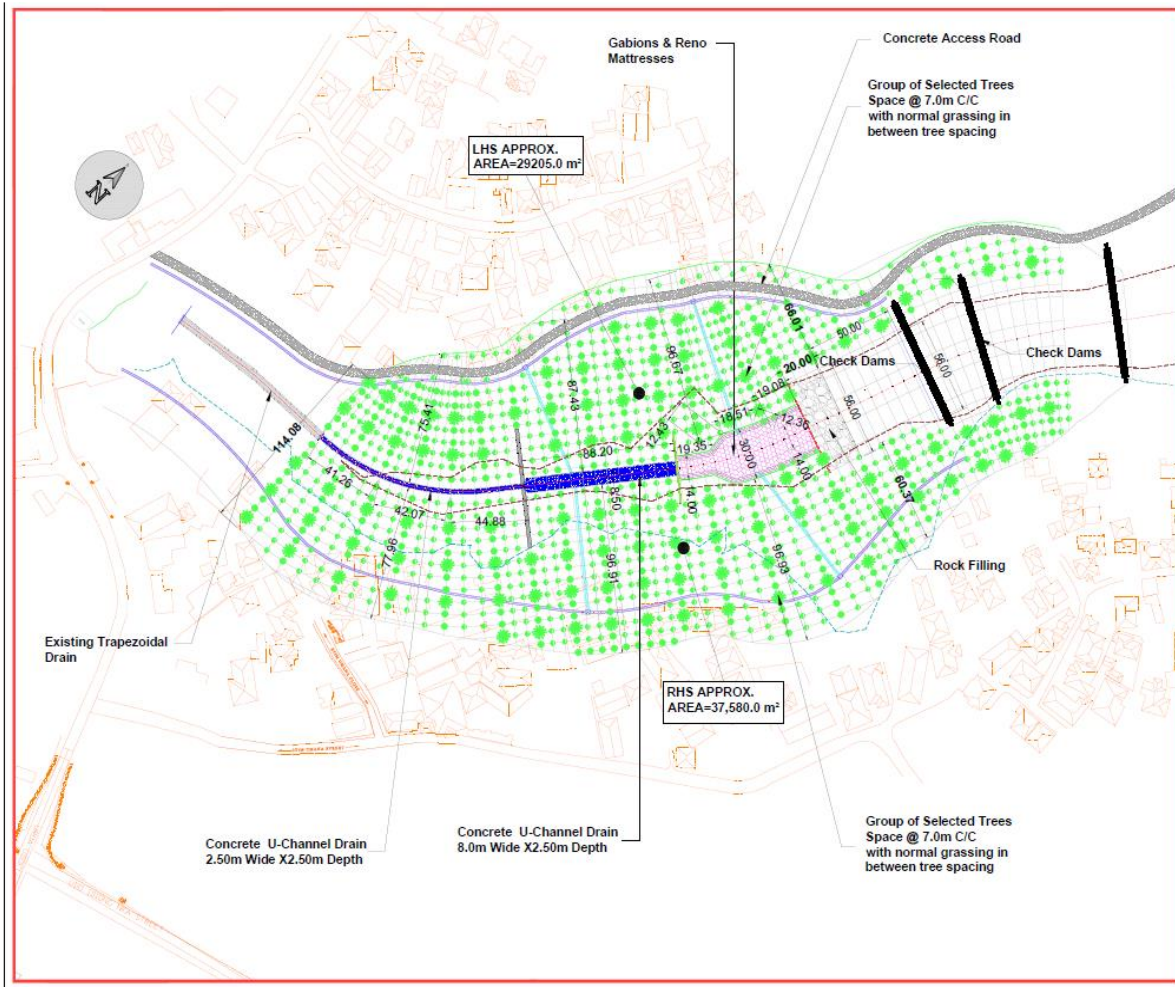 Gabions & Reno
Mattresses
Concrete Access Road
Group of Selected Trees
Space @ 7.0m C/C
with normal grassing in
between tree spacing
LHS APPROX.
AREA=29205.0 m²
N
66.01
50.00
20.00
Check Dams
Check Dams
56.00
56.00
96.67
87.43
75.41
114.08
19.08
18.51
12.36
12.43
88.20
19.35
30.00
14.00
14.00
8.50
41.26
42.07
44.88
77.96
96.91
96.93
60.37
Rock Filling
Existing Trapezoidal
Drain
RHS APPROX.
AREA=37,580.0 m²
Concrete U-Channel Drain
2.50m Wide X2.50m Depth
Concrete U-Channel Drain
8.0m Wide X2.50m Depth
Group of Selected Trees
Space @ 7.0m C/C
with normal grassing in
between tree spacing